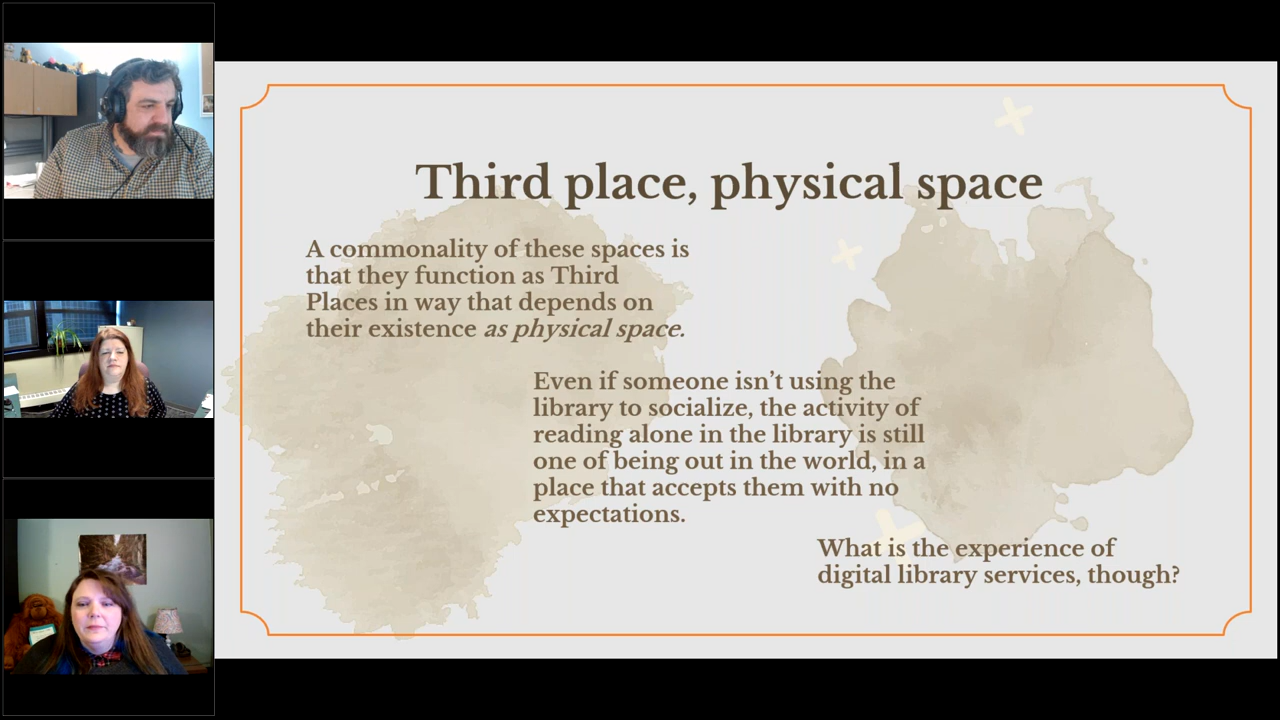 Third place, physical space
A commonality of these spaces is
that they function as Third
Places in way that depends on
their existence as physical space.
Even if someone isn’t using the
library to socialize, the activity of
reading alone in the library is still
one of being out in the world, in a
place that accepts them with no
expectations.
What is the experience of
digital library services, though?